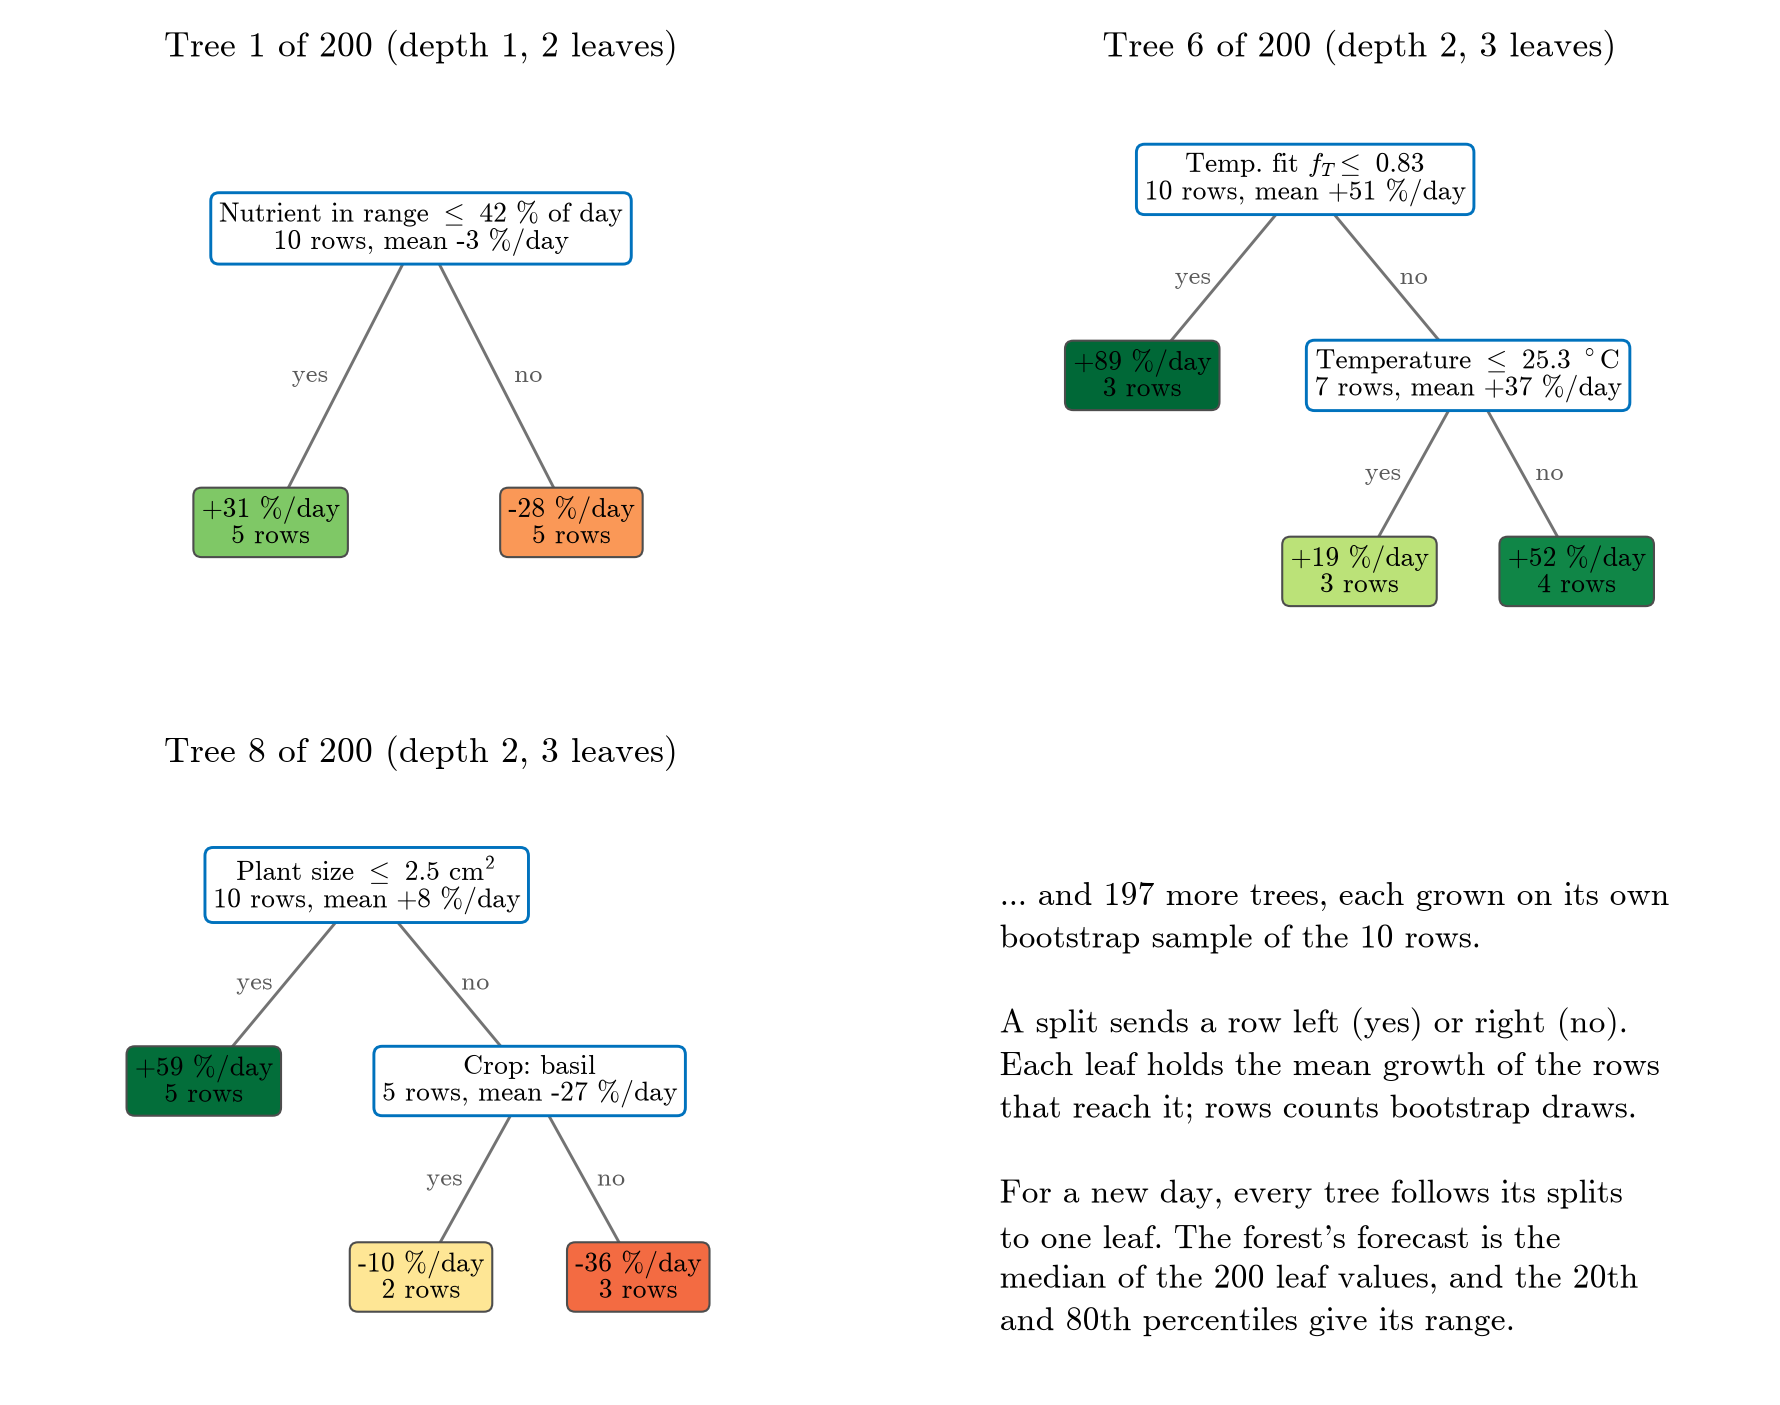 Tree 1 of 200 (depth 1, 2 leaves)
Nutrient in range ≤ 42 % of day
10 rows, mean -3 %/day
yes
no
+31 %/day
5 rows
-28 %/day
5 rows
Tree 6 of 200 (depth 2, 3 leaves)
Temp. fit f_T ≤ 0.83
10 rows, mean +51 %/day
yes
no
+89 %/day
3 rows
Temperature ≤ 25.3 °C
7 rows, mean +37 %/day
yes
no
+19 %/day
3 rows
+52 %/day
4 rows
Tree 8 of 200 (depth 2, 3 leaves)
Plant size ≤ 2.5 cm²
10 rows, mean +8 %/day
yes
no
+59 %/day
5 rows
Crop: basil
5 rows, mean -27 %/day
yes
no
-10 %/day
2 rows
-36 %/day
3 rows
... and 197 more trees, each grown on its own
bootstrap sample of the 10 rows.
A split sends a row left (yes) or right (no).
Each leaf holds the mean growth of the rows
that reach it; rows counts bootstrap draws.
For a new day, every tree follows its splits
to one leaf. The forest's forecast is the
median of the 200 leaf values, and the 20th
and 80th percentiles give its range.